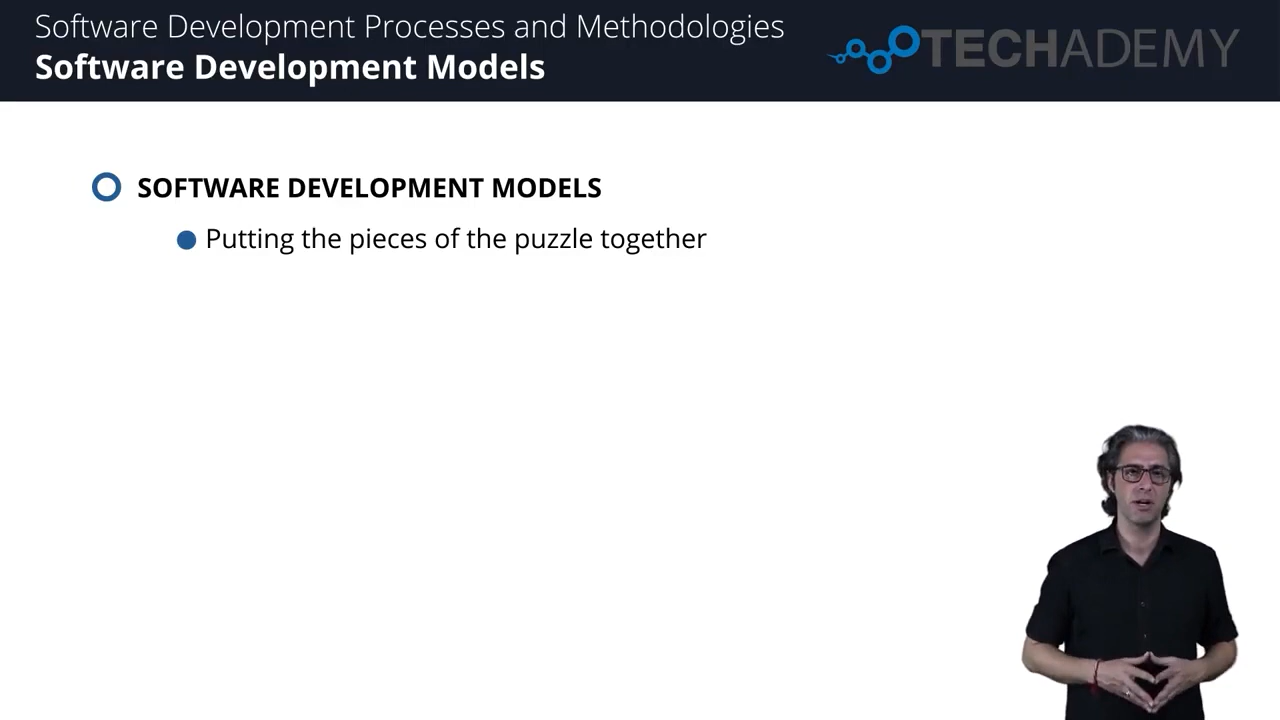 Software Development Processes and Methodologies
Software Development Models
TECHADEMY
SOFTWARE DEVELOPMENT MODELS
Putting the pieces of the puzzle together